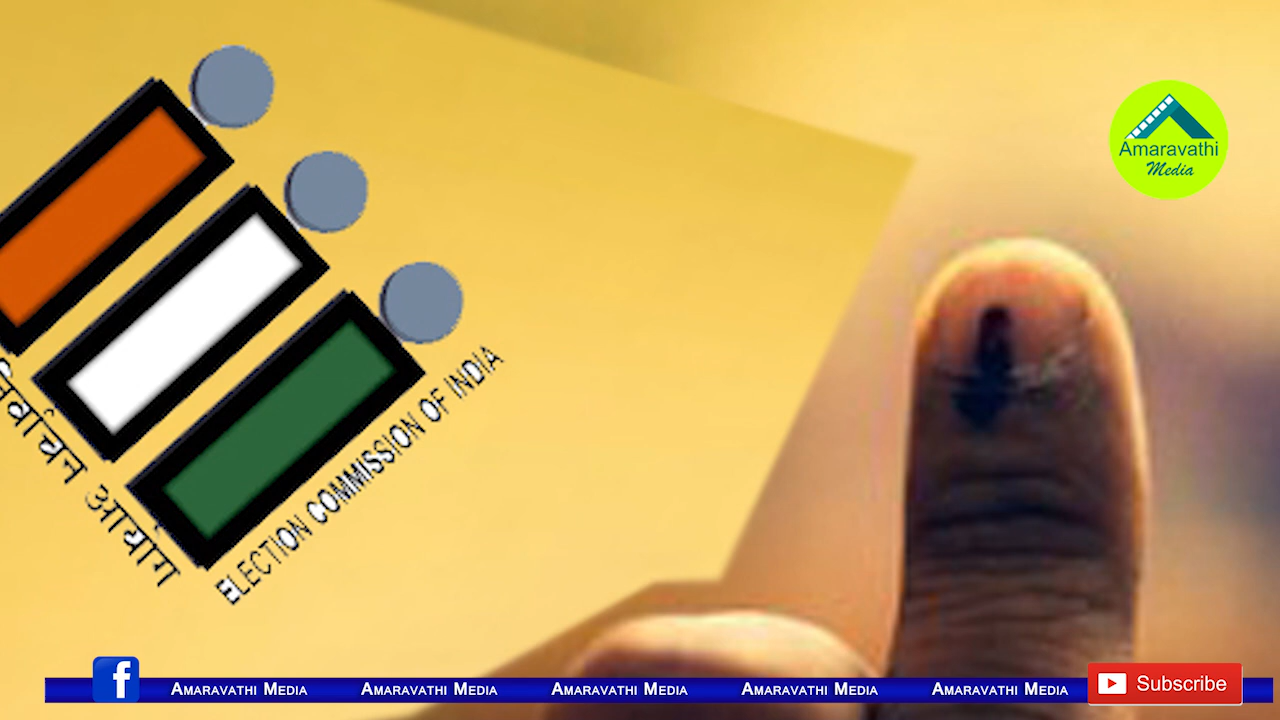 Amaravathi
Media
निर्वाचन आयोग
ELECTION COMMISSION OF INDIA
f
AMARAVATHI MEDIA AMARAVATHI MEDIA AMARAVATHI MEDIA AMARAVATHI MEDIA AMARAVATHI MEDIA
Subscribe